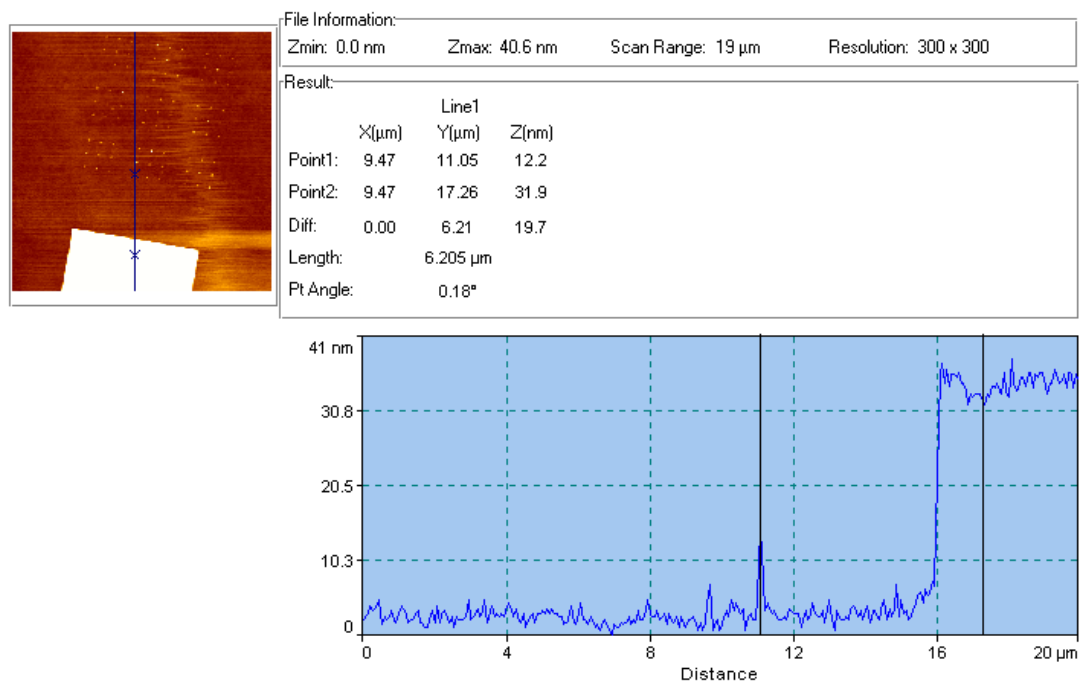 File Information:
Zmin: 0.0 nm Zmax: 40.6 nm Scan Range: 19 µm Resolution: 300 x 300
Result:
Line1
X(µm) Y(µm) Z(nm)
Point1: 9.47 11.05 12.2
Point2: 9.47 17.26 31.9
Diff: 0.00 6.21 19.7
Length: 6.205 µm
Pt Angle: 0.18°
41 nm
30.8
20.5
10.3
0
0 4 8 12 16 20 µm
Distance